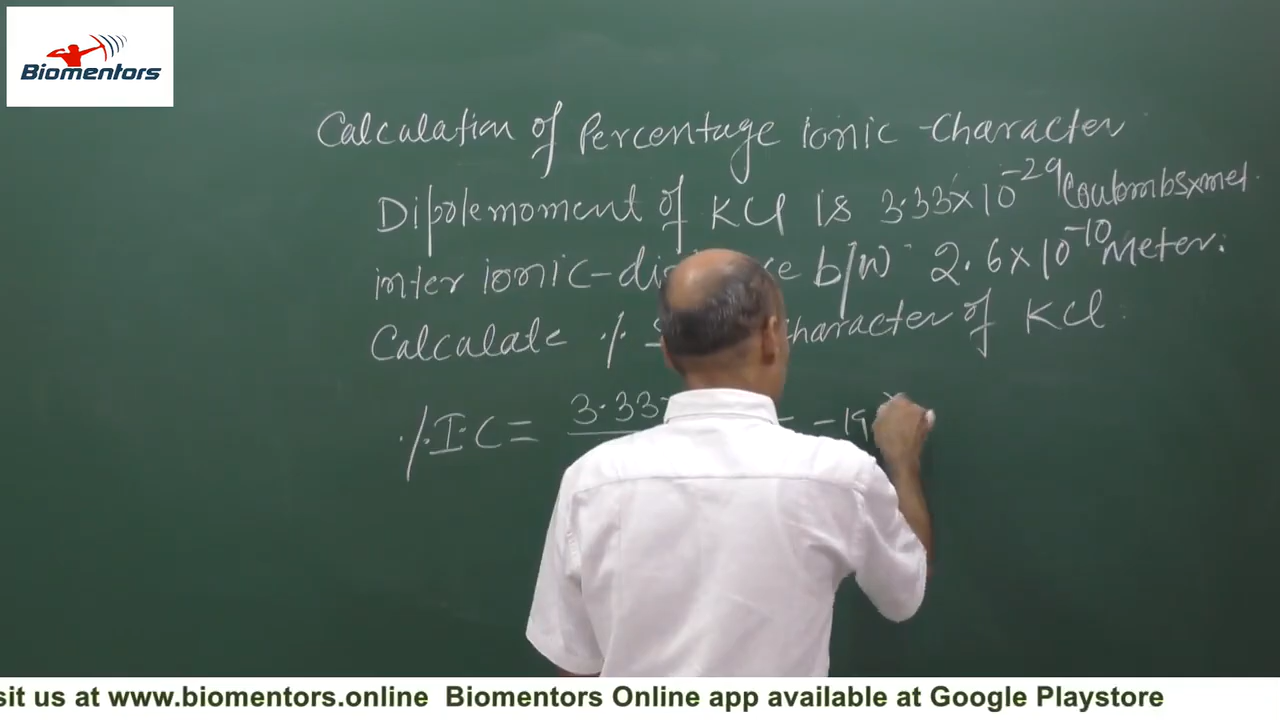 Biomentors
Calculation of Percentage ionic character
Dipolemoment of KCl is 3.33×10⁻²⁹ Coulombs×met.
inter ionic-di b/w 2.6×10⁻¹⁰ Meter.
Calculate % character of KCl.
% I.C = 3.33 -19
sit us at www.biomentors.online Biomentors Online app available at Google Playstore